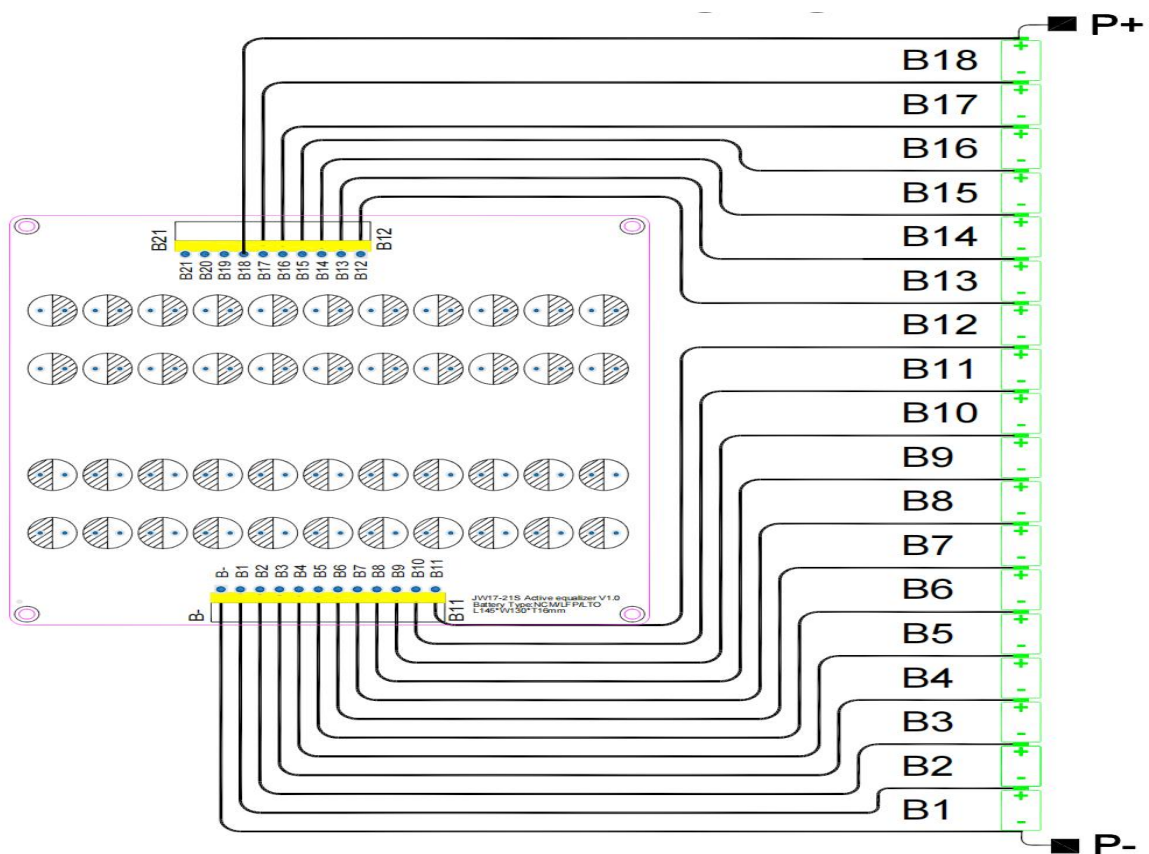 P+
+
-
B18
+
-
B17
+
-
B16
+
-
B15
+
-
B14
+
-
B13
+
-
B12
+
-
B11
+
-
B10
+
-
B9
+
-
B8
+
-
B7
+
-
B6
+
-
B5
+
-
B4
+
-
B3
+
-
B2
+
-
B1
+
-
P-
B21
B12
B21 B20 B19 B18 B17 B16 B15 B14 B13 B12
B- B1 B2 B3 B4 B5 B6 B7 B8 B9 B10 B11
B-
B11
JW17-21S Active equalizer V1.0
Battery Type:NCM/LFP/LTO
L145*W130*T16mm